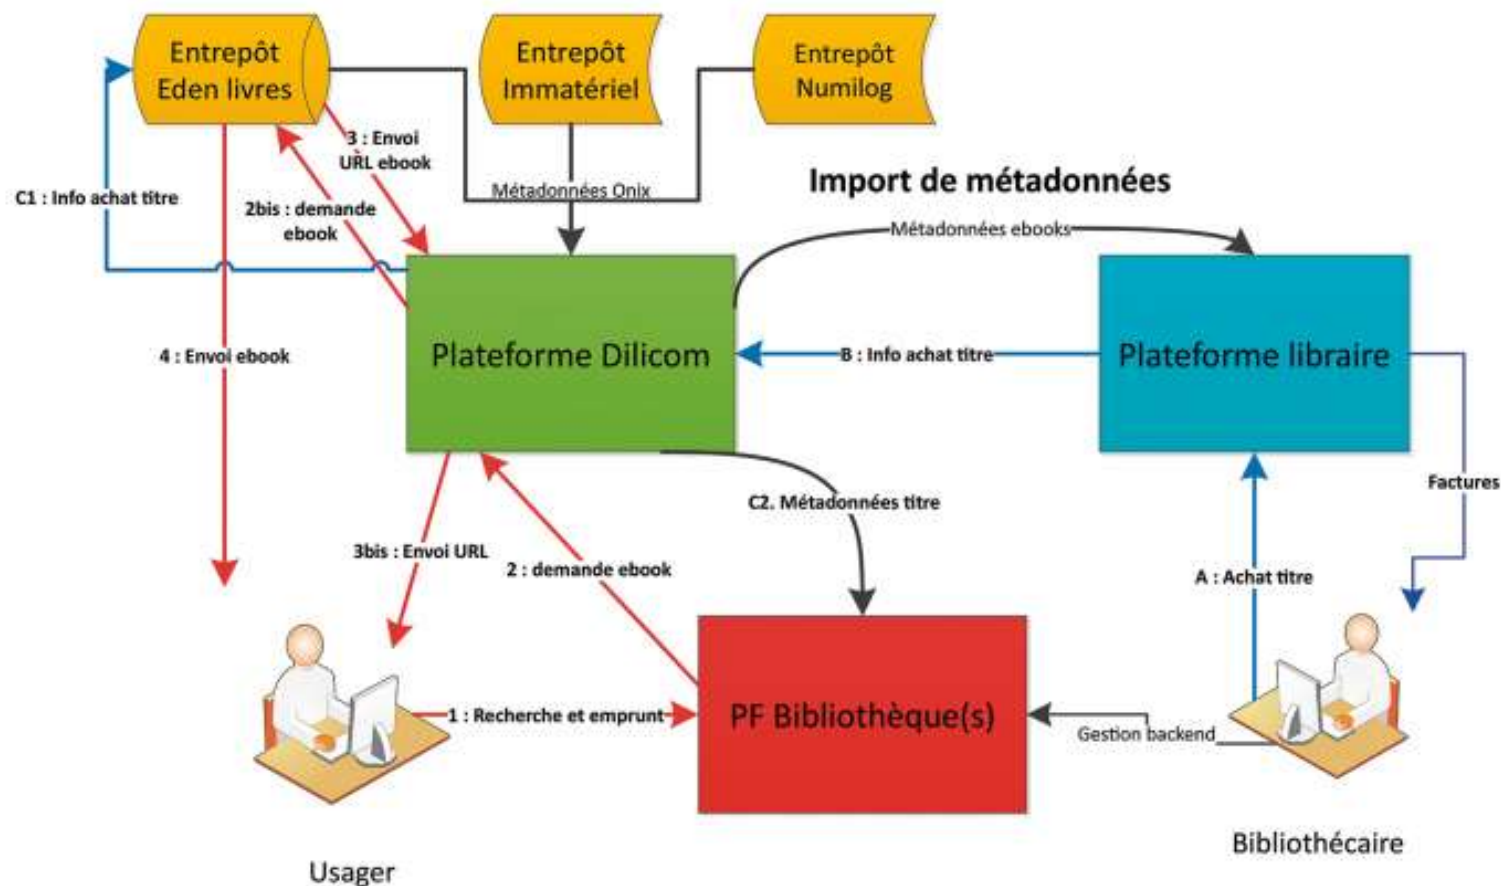 Entrepôt
Eden livres
Entrepôt
Immatériel
Entrepôt
Numilog
3 : Envoi
URL ebook
C1 : Info achat titre
2bis : demande
ebook
Métadonnées Onix
Import de métadonnées
Métadonnées ebooks
4 : Envoi ebook
Plateforme Dilicom
B : Info achat titre
Plateforme libraire
Factures
C2. Métadonnées titre
3bis : Envoi URL
2 : demande ebook
A : Achat titre
1 : Recherche et emprunt
PF Bibliothèque(s)
Gestion backend
Usager
Bibliothécaire